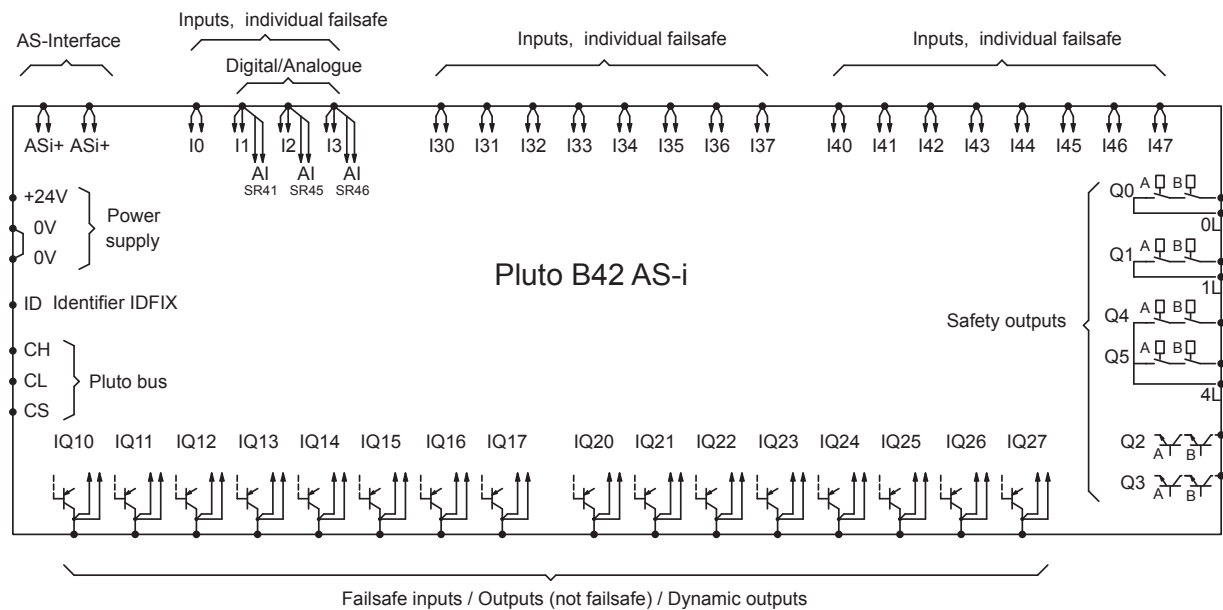 Inputs, individual failsafe
AS-Interface
Digital/Analogue
Inputs, individual failsafe
Inputs, individual failsafe
ASi+ ASi+ I0 I1 I2 I3 I30 I31 I32 I33 I34 I35 I36 I37 I40 I41 I42 I43 I44 I45 I46 I47
AI AI AI
SR41 SR45 SR46
+24V
0V
0V
Power
supply
ID Identifier IDFIX
CH
CL
CS
Pluto bus
Pluto B42 AS-i
Safety outputs
Q0 A B
0L
Q1 A B
1L
Q4 A B
Q5 A B
4L
Q2 A B
Q3 A B
IQ10 IQ11 IQ12 IQ13 IQ14 IQ15 IQ16 IQ17 IQ20 IQ21 IQ22 IQ23 IQ24 IQ25 IQ26 IQ27
Failsafe inputs / Outputs (not failsafe) / Dynamic outputs